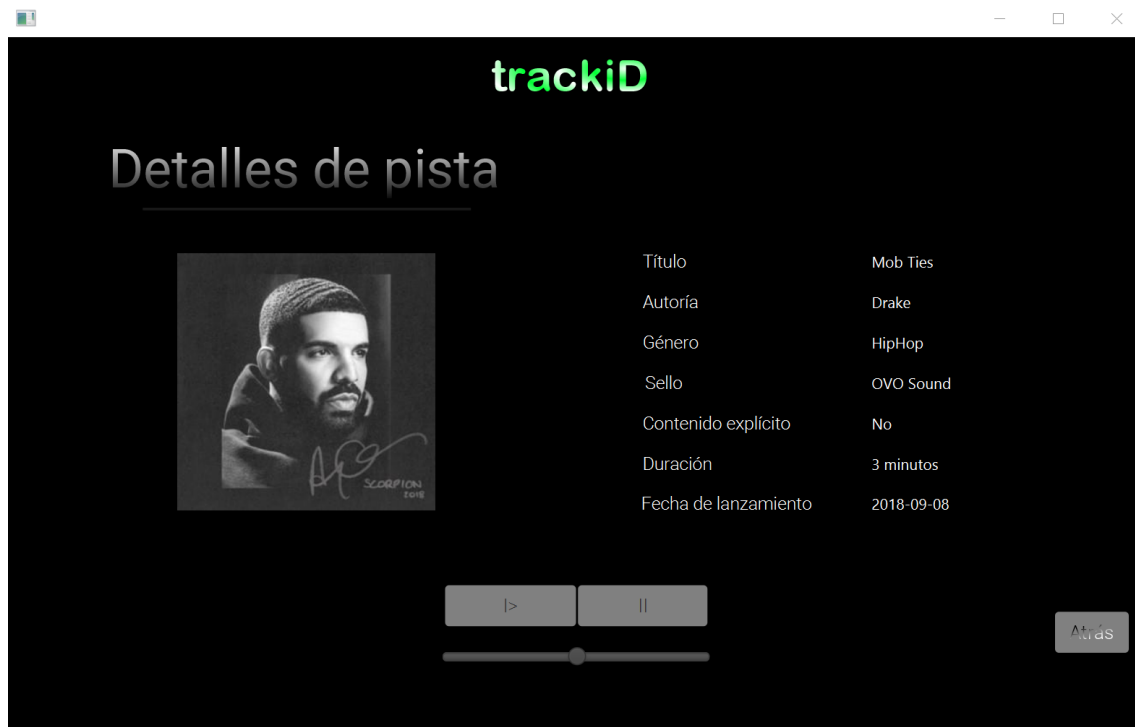 trackiD
Detalles de pista
Título Mob Ties
Autoría Drake
Género HipHop
Sello OVO Sound
Contenido explícito No
Duración 3 minutos
Fecha de lanzamiento 2018-09-08
SCORPION
2018
|> ||
Atrás